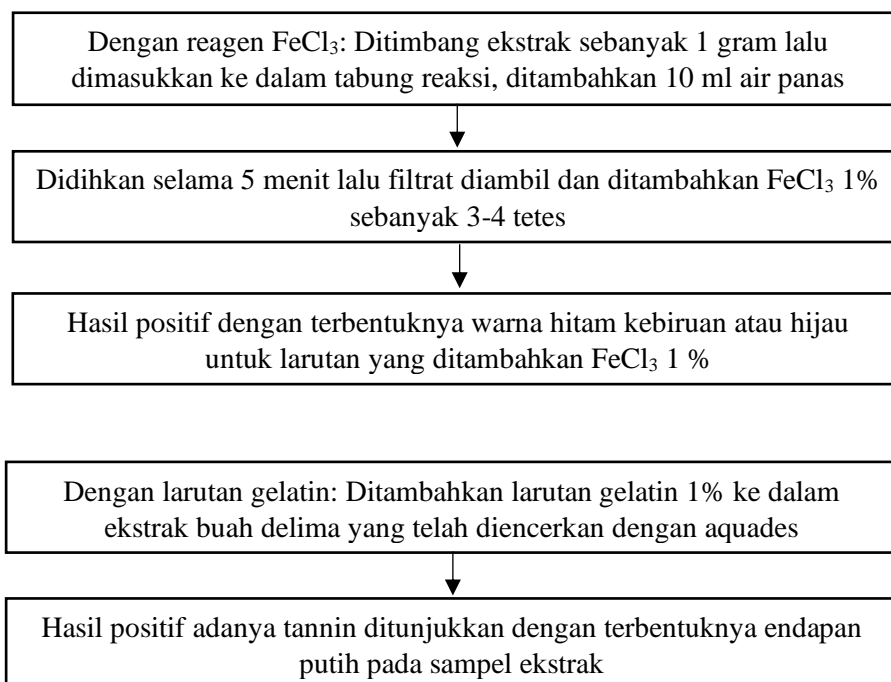 Dengan reagen FeCl₃: Ditimbang ekstrak sebanyak 1 gram lalu
dimasukkan ke dalam tabung reaksi, ditambahkan 10 ml air panas
Didihkan selama 5 menit lalu filtrat diambil dan ditambahkan FeCl₃ 1%
sebanyak 3-4 tetes
Hasil positif dengan terbentuknya warna hitam kebiruan atau hijau
untuk larutan yang ditambahkan FeCl₃ 1 %
Dengan larutan gelatin: Ditambahkan larutan gelatin 1% ke dalam
ekstrak buah delima yang telah diencerkan dengan aquades
Hasil positif adanya tannin ditunjukkan dengan terbentuknya endapan
putih pada sampel ekstrak